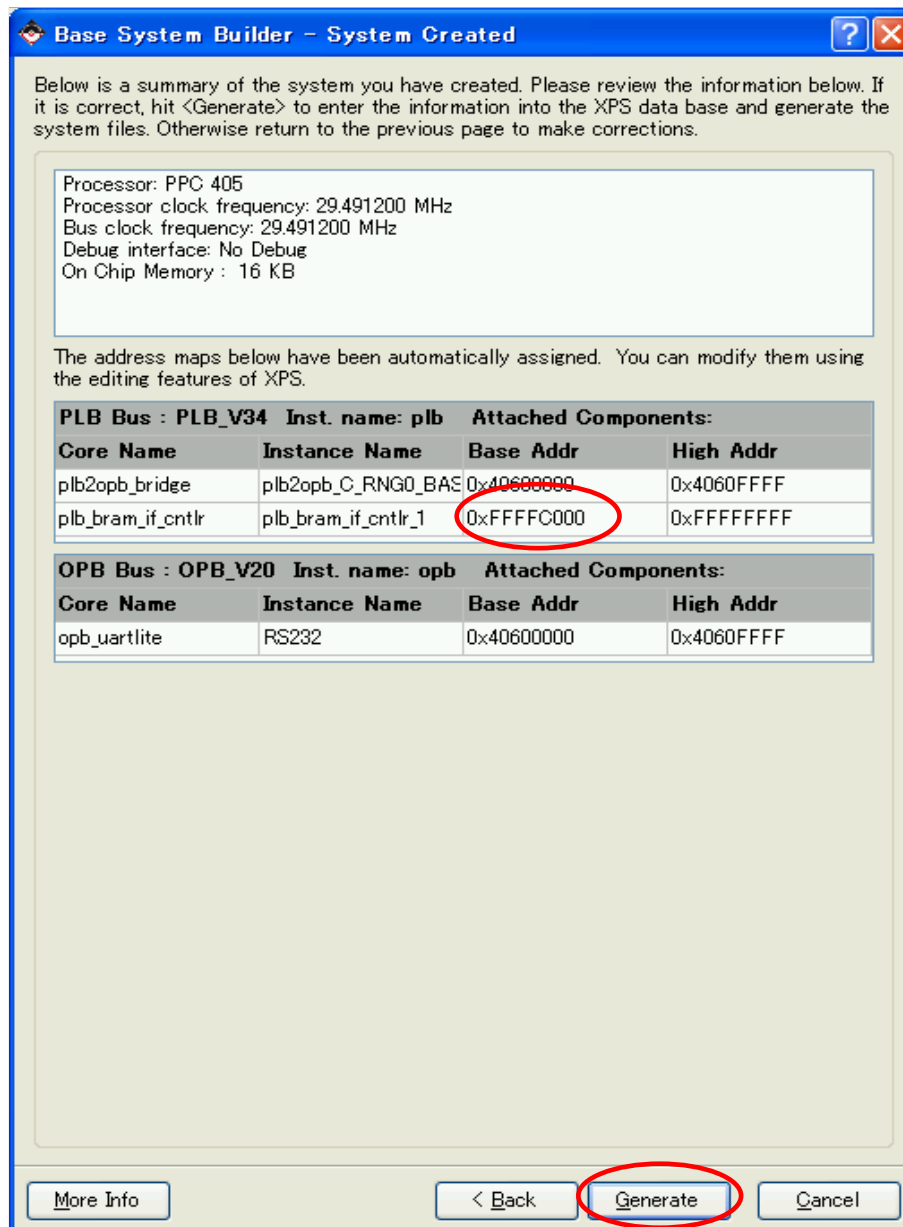 Base System Builder - System Created
Below is a summary of the system you have created. Please review the information below. If
it is correct, hit <Generate> to enter the information into the XPS data base and generate the
system files. Otherwise return to the previous page to make corrections.
Processor: PPC 405
Processor clock frequency: 29.491200 MHz
Bus clock frequency: 29.491200 MHz
Debug interface: No Debug
On Chip Memory : 16 KB
The address maps below have been automatically assigned. You can modify them using
the editing features of XPS.
PLB Bus : PLB_V34 Inst. name: plb Attached Components:
Core Name Instance Name Base Addr High Addr
plb2opb_bridge plb2opb_C_RNG0_BAS 0x40600000 0x4060FFFF
plb_bram_if_cntlr plb_bram_if_cntlr_1 0xFFFFC000 0xFFFFFFFF
OPB Bus : OPB_V20 Inst. name: opb Attached Components:
Core Name Instance Name Base Addr High Addr
opb_uartlite RS232 0x40600000 0x4060FFFF
More Info < Back Generate Cancel